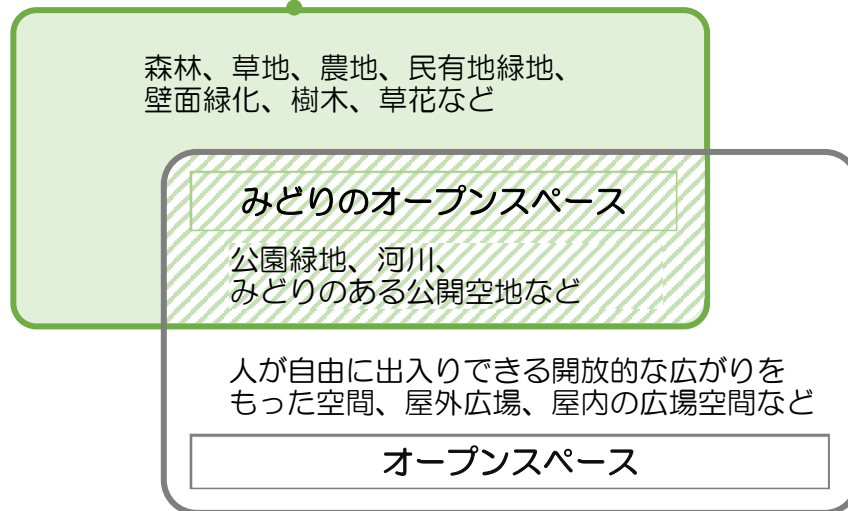 森林、草地、農地、民有地緑地、
壁面緑化、樹木、草花など
みどりのオープンスペース
公園緑地、河川、
みどりのある公開空地など
人が自由に出入りできる開放的な広がりを
もった空間、屋外広場、屋内の広場空間など
オープンスペース